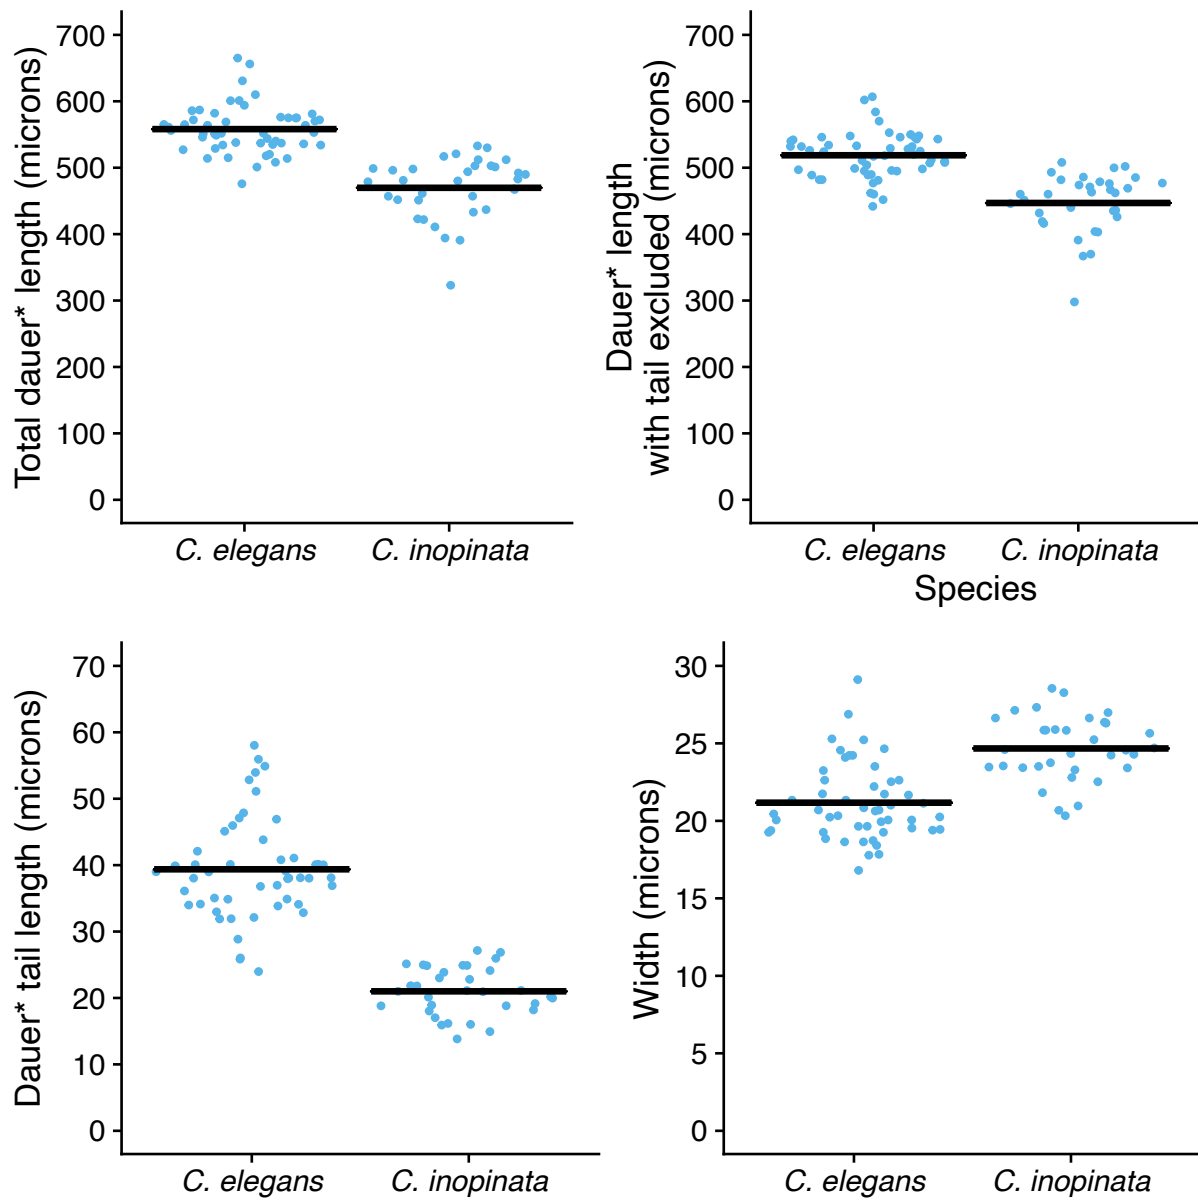 Total dauer* length (microns)
700
600
500
400
300
200
100
0
C. elegans
C. inopinata
Dauer* length
with tail excluded (microns)
700
600
500
400
300
200
100
0
C. elegans
C. inopinata
Species
Dauer* tail length (microns)
70
60
50
40
30
20
10
0
C. elegans
C. inopinata
Width (microns)
30
25
20
15
10
5
0
C. elegans
C. inopinata